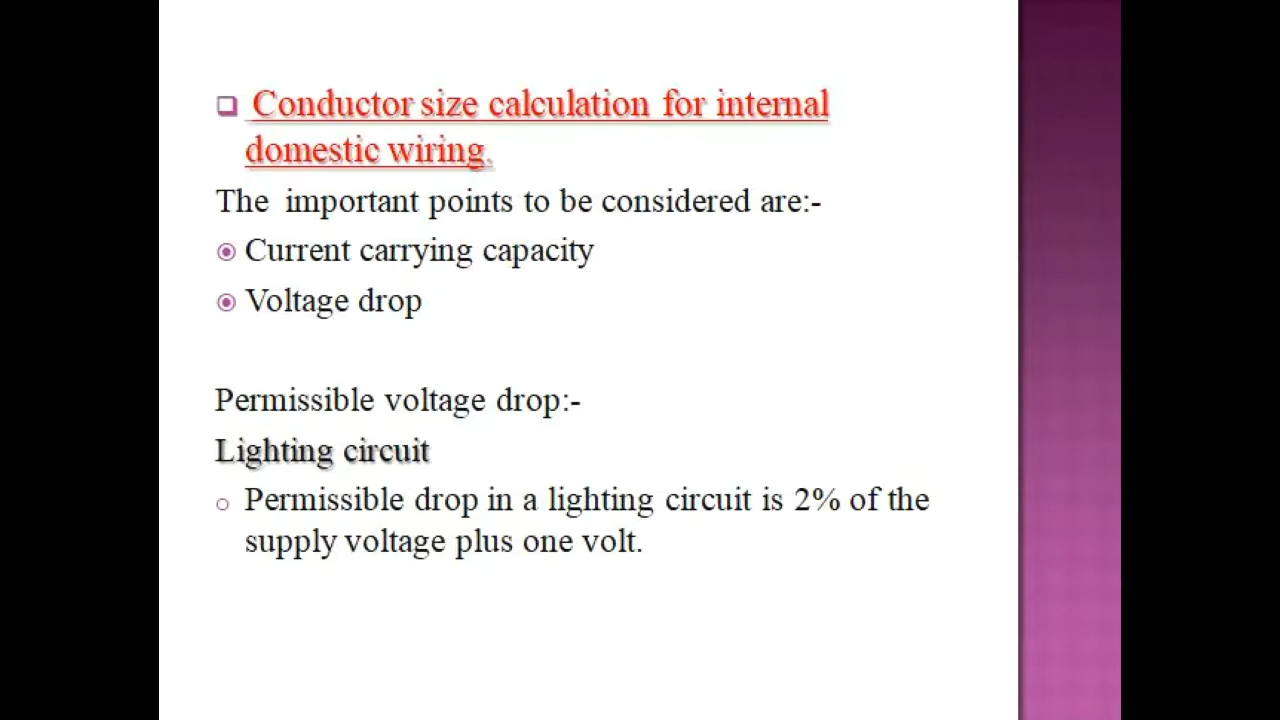 Conductor size calculation for internal
domestic wiring.
The important points to be considered are:-
Current carrying capacity
Voltage drop
Permissible voltage drop:-
Lighting circuit
Permissible drop in a lighting circuit is 2% of the
supply voltage plus one volt.